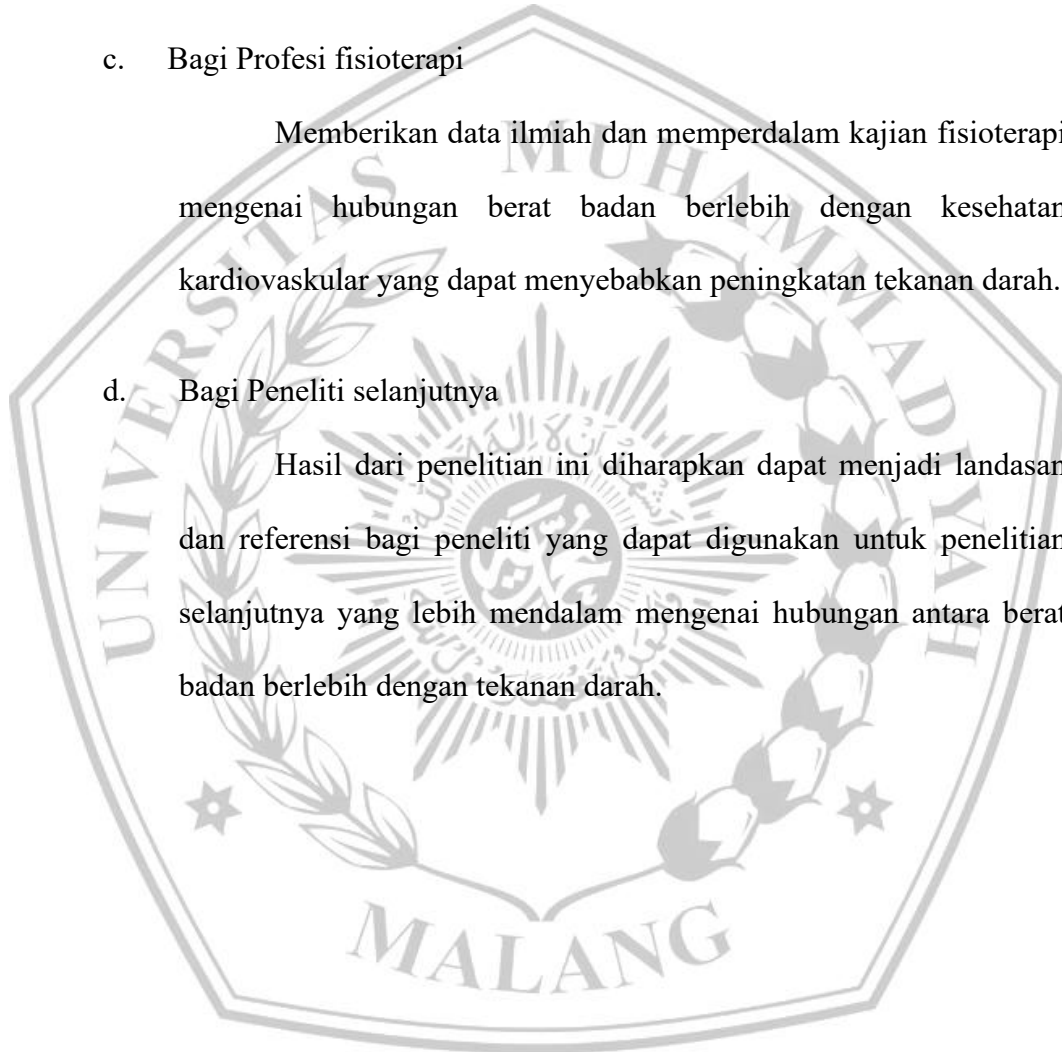 c. Bagi Profesi fisioterapi
Memberikan data ilmiah dan memperdalam kajian fisioterapi
mengenai hubungan berat badan berlebih dengan kesehatan
kardiovaskular yang dapat menyebabkan peningkatan tekanan darah.
d. Bagi Peneliti selanjutnya
Hasil dari penelitian ini diharapkan dapat menjadi landasan
dan referensi bagi peneliti yang dapat digunakan untuk penelitian
selanjutnya yang lebih mendalam mengenai hubungan antara berat
badan berlebih dengan tekanan darah.
UNIVERSITAS MUHAMMADIYAH
MALANG